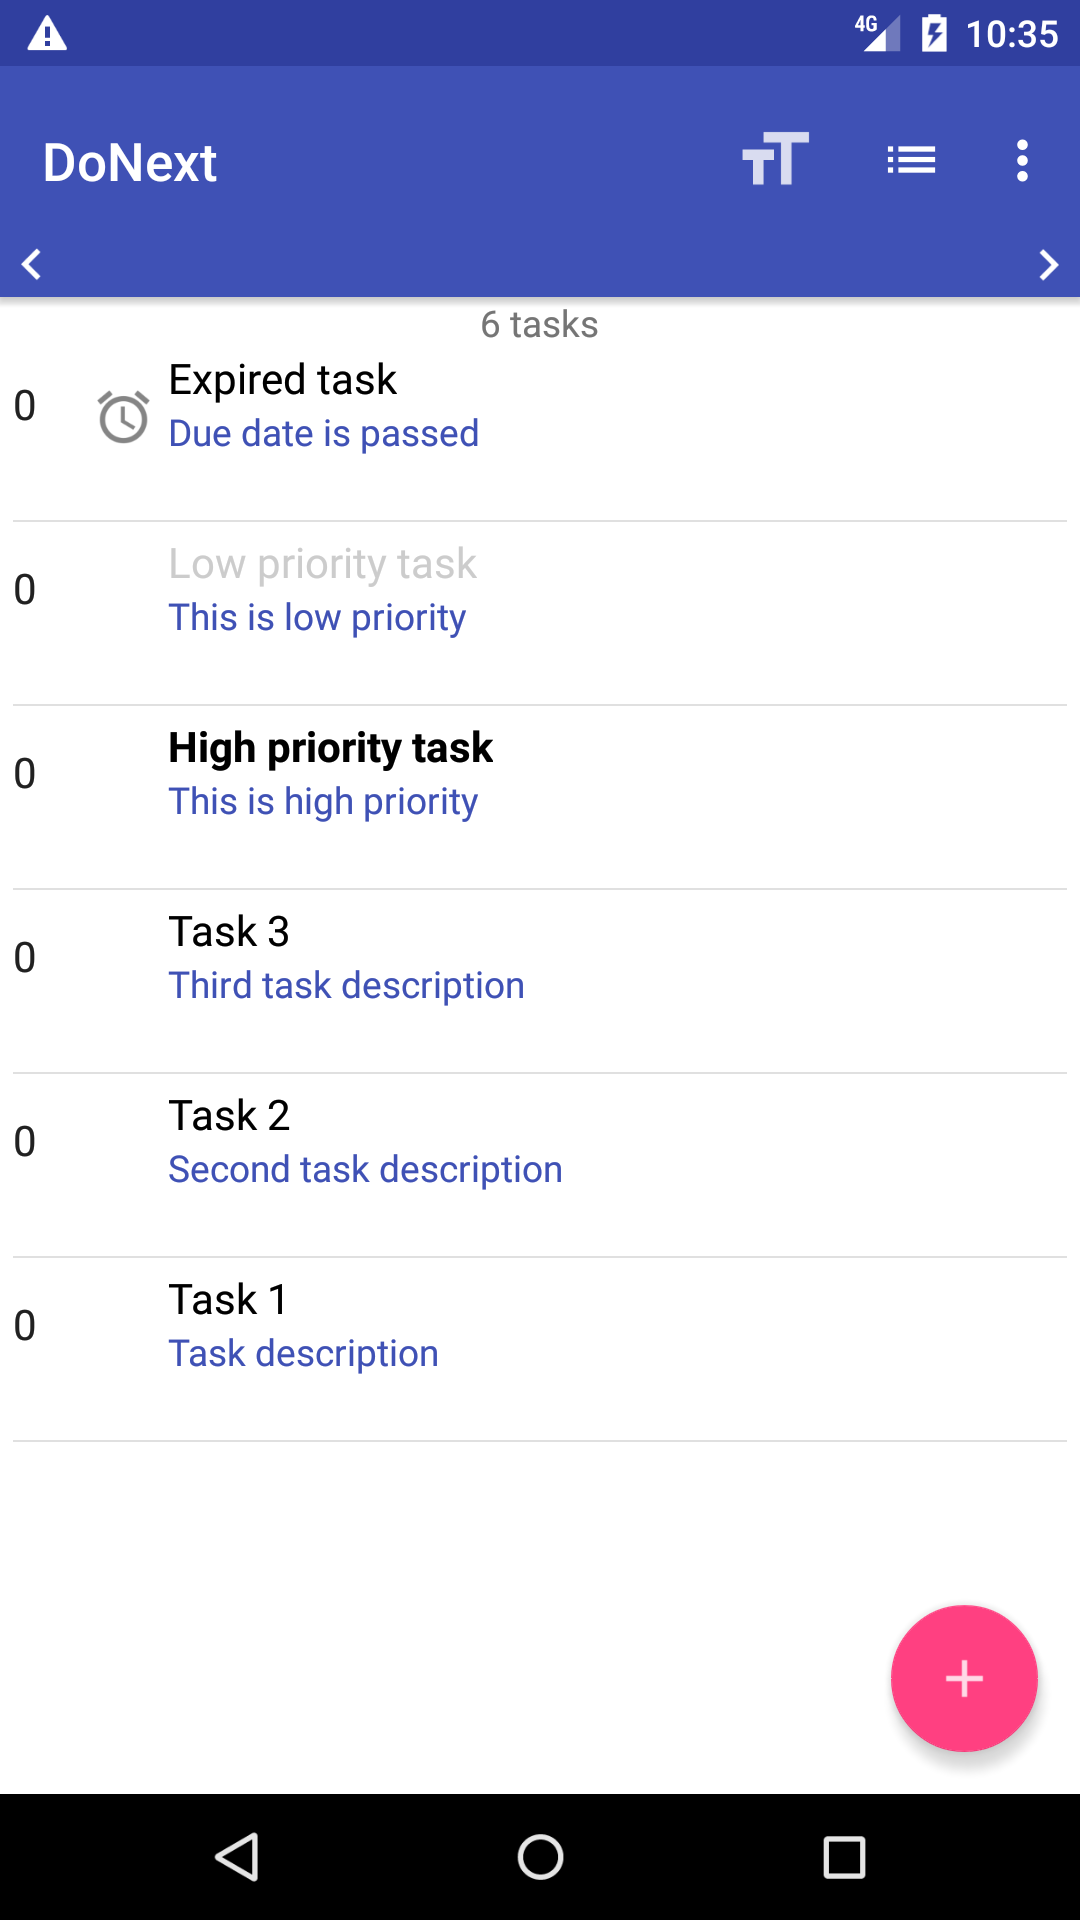 4G 10:35
DoNext
6 tasks
0 Expired task
Due date is passed
0 Low priority task
This is low priority
0 High priority task
This is high priority
0 Task 3
Third task description
0 Task 2
Second task description
0 Task 1
Task description